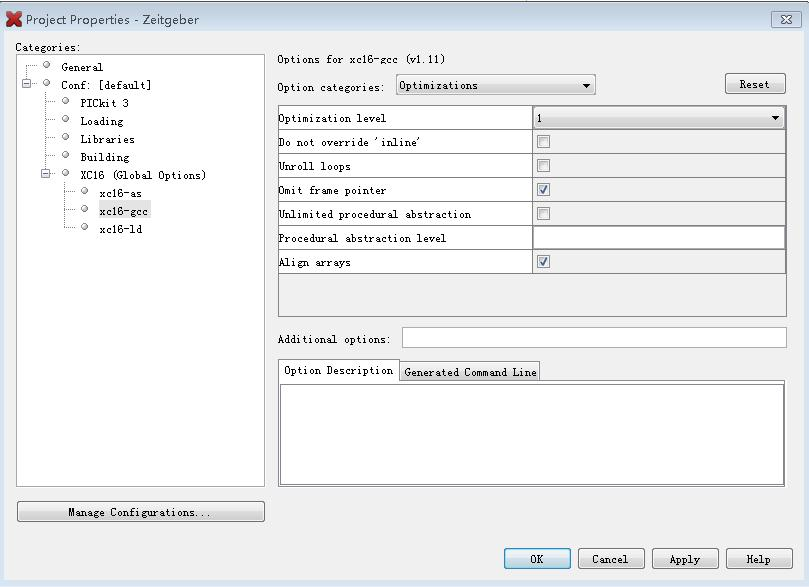 Project Properties - Zeitgeber
Categories:
General
Conf: [default]
PICkit 3
Loading
Libraries
Building
XC16 (Global Options)
xc16-as
xc16-gcc
xc16-ld
Manage Configurations...
Options for xc16-gcc (v1.11)
Option categories: Optimizations Reset
Optimization level 1
Do not override 'inline'
Unroll loops
Omit frame pointer
Unlimited procedural abstraction
Procedural abstraction level
Align arrays
Additional options:
Option Description Generated Command Line
OK Cancel Apply Help